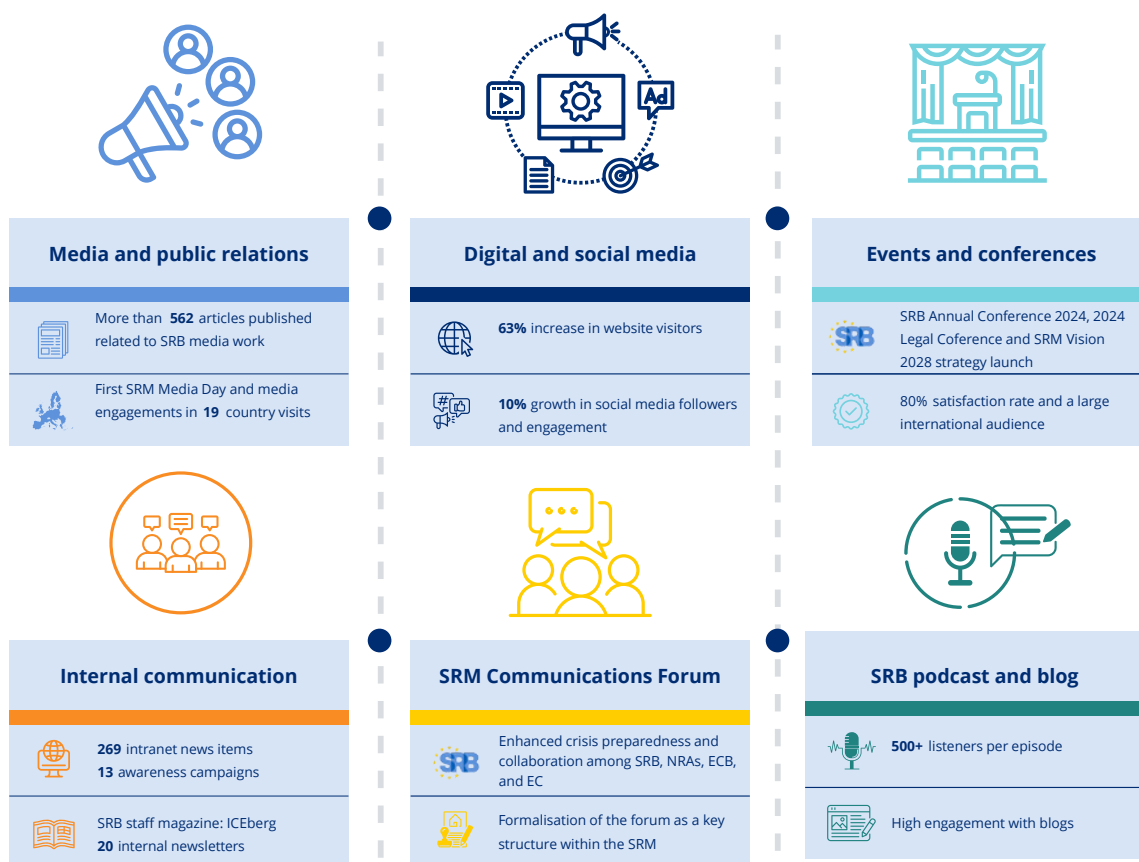 Ad
Media and public relations
More than 562 articles published
related to SRB media work
First SRM Media Day and media
engagements in 19 country visits
Digital and social media
63% increase in website visitors
#
10% growth in social media followers
and engagement
Events and conferences
SRB
SRB Annual Conference 2024, 2024
Legal Coference and SRM Vision
2028 strategy launch
80% satisfaction rate and a large
international audience
Internal communication
269 intranet news items
13 awareness campaigns
SRB staff magazine: ICEberg
20 internal newsletters
SRM Communications Forum
SRB
Enhanced crisis preparedness and
collaboration among SRB, NRAs, ECB,
and EC
Formalisation of the forum as a key
structure within the SRM
SRB podcast and blog
500+ listeners per episode
High engagement with blogs